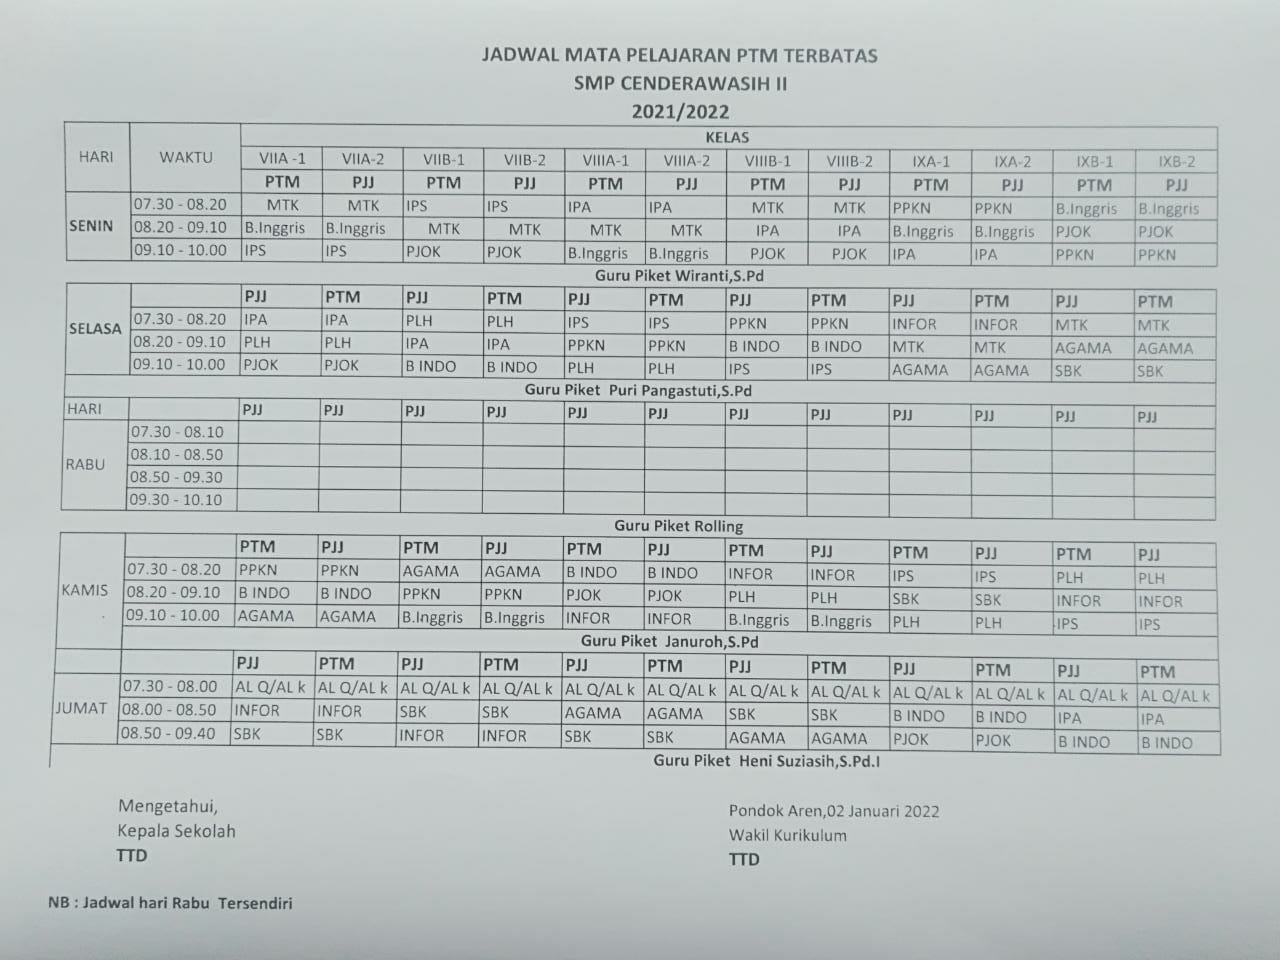 JADWAL MATA PELAJARAN PTM TERBATAS
SMP CENDERAWASIH II
2021/2022
HARI WAKTU KELAS
VIIA -1 VIIA-2 VIIB-1 VIIB-2 VIIIA-1 VIIIA-2 VIIIB-1 VIIIB-2 IXA-1 IXA-2 IXB-1 IXB-2
PTM PJJ PTM PJJ PTM PJJ PTM PJJ PTM PJJ PTM PJJ
SENIN
07.30 - 08.20 MTK MTK IPS IPS IPA IPA MTK MTK PPKN PPKN B.Inggris B.Inggris
08.20 - 09.10 B.Inggris B.Inggris MTK MTK MTK MTK IPA IPA B.Inggris B.Inggris PJOK PJOK
09.10 - 10.00 IPS IPS PJOK PJOK B.Inggris B.Inggris PJOK PJOK IPA IPA PPKN PPKN
Guru Piket Wiranti,S.Pd
PJJ PTM PJJ PTM PJJ PTM PJJ PTM PJJ PTM PJJ PTM
SELASA
07.30 - 08.20 IPA IPA PLH PLH IPS IPS PPKN PPKN INFOR INFOR MTK MTK
08.20 - 09.10 PLH PLH IPA IPA PPKN PPKN B INDO B INDO MTK MTK AGAMA AGAMA
09.10 - 10.00 PJOK PJOK B INDO B INDO PLH PLH IPS IPS AGAMA AGAMA SBK SBK
Guru Piket Puri Pangastuti,S.Pd
HARI PJJ PJJ PJJ PJJ PJJ PJJ PJJ PJJ PJJ PJJ PJJ PJJ
RABU
07.30 - 08.10
08.10 - 08.50
08.50 - 09.30
09.30 - 10.10
Guru Piket Rolling
PTM PJJ PTM PJJ PTM PJJ PTM PJJ PTM PJJ PTM PJJ
KAMIS
07.30 - 08.20 PPKN PPKN AGAMA AGAMA B INDO B INDO INFOR INFOR IPS IPS PLH PLH
08.20 - 09.10 B INDO B INDO PPKN PPKN PJOK PJOK PLH PLH SBK SBK INFOR INFOR
09.10 - 10.00 AGAMA AGAMA B.Inggris B.Inggris INFOR INFOR B.Inggris B.Inggris PLH PLH IPS IPS
Guru Piket Januroh,S.Pd
PJJ PTM PJJ PTM PJJ PTM PJJ PTM PJJ PTM PJJ PTM
JUMAT
07.30 - 08.00 AL Q/AL k AL Q/AL k AL Q/AL k AL Q/AL k AL Q/AL k AL Q/AL k AL Q/AL k AL Q/AL k AL Q/AL k AL Q/AL k AL Q/AL k AL Q/AL k
08.00 - 08.50 INFOR INFOR SBK SBK AGAMA AGAMA SBK SBK B INDO B INDO IPA IPA
08.50 - 09.40 SBK SBK INFOR INFOR SBK SBK AGAMA AGAMA PJOK PJOK B INDO B INDO
Guru Piket Heni Suziasih,S.Pd.I
Mengetahui,
Kepala Sekolah
TTD
Pondok Aren,02 Januari 2022
Wakil Kurikulum
TTD
NB : Jadwal hari Rabu Tersendiri